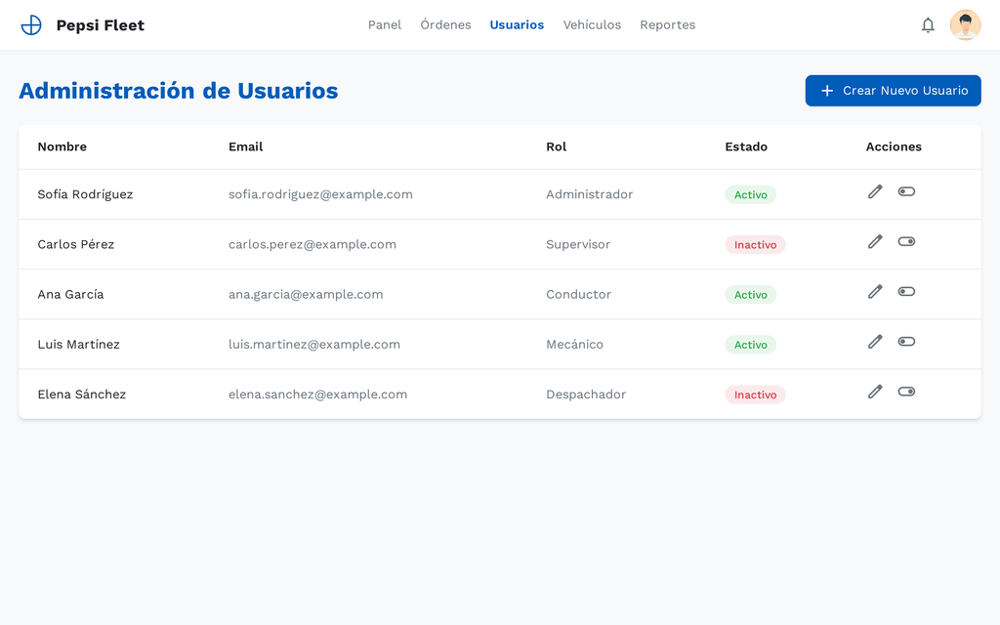 Pepsi Fleet Panel Órdenes Usuarios Vehículos Reportes
Administración de Usuarios Crear Nuevo Usuario
Nombre Email Rol Estado Acciones
Sofía Rodríguez sofia.rodriguez@example.com Administrador Activo
Carlos Pérez carlos.perez@example.com Supervisor Inactivo
Ana García ana.garcia@example.com Conductor Activo
Luis Martínez luis.martinez@example.com Mecánico Activo
Elena Sánchez elena.sanchez@example.com Despachador Inactivo